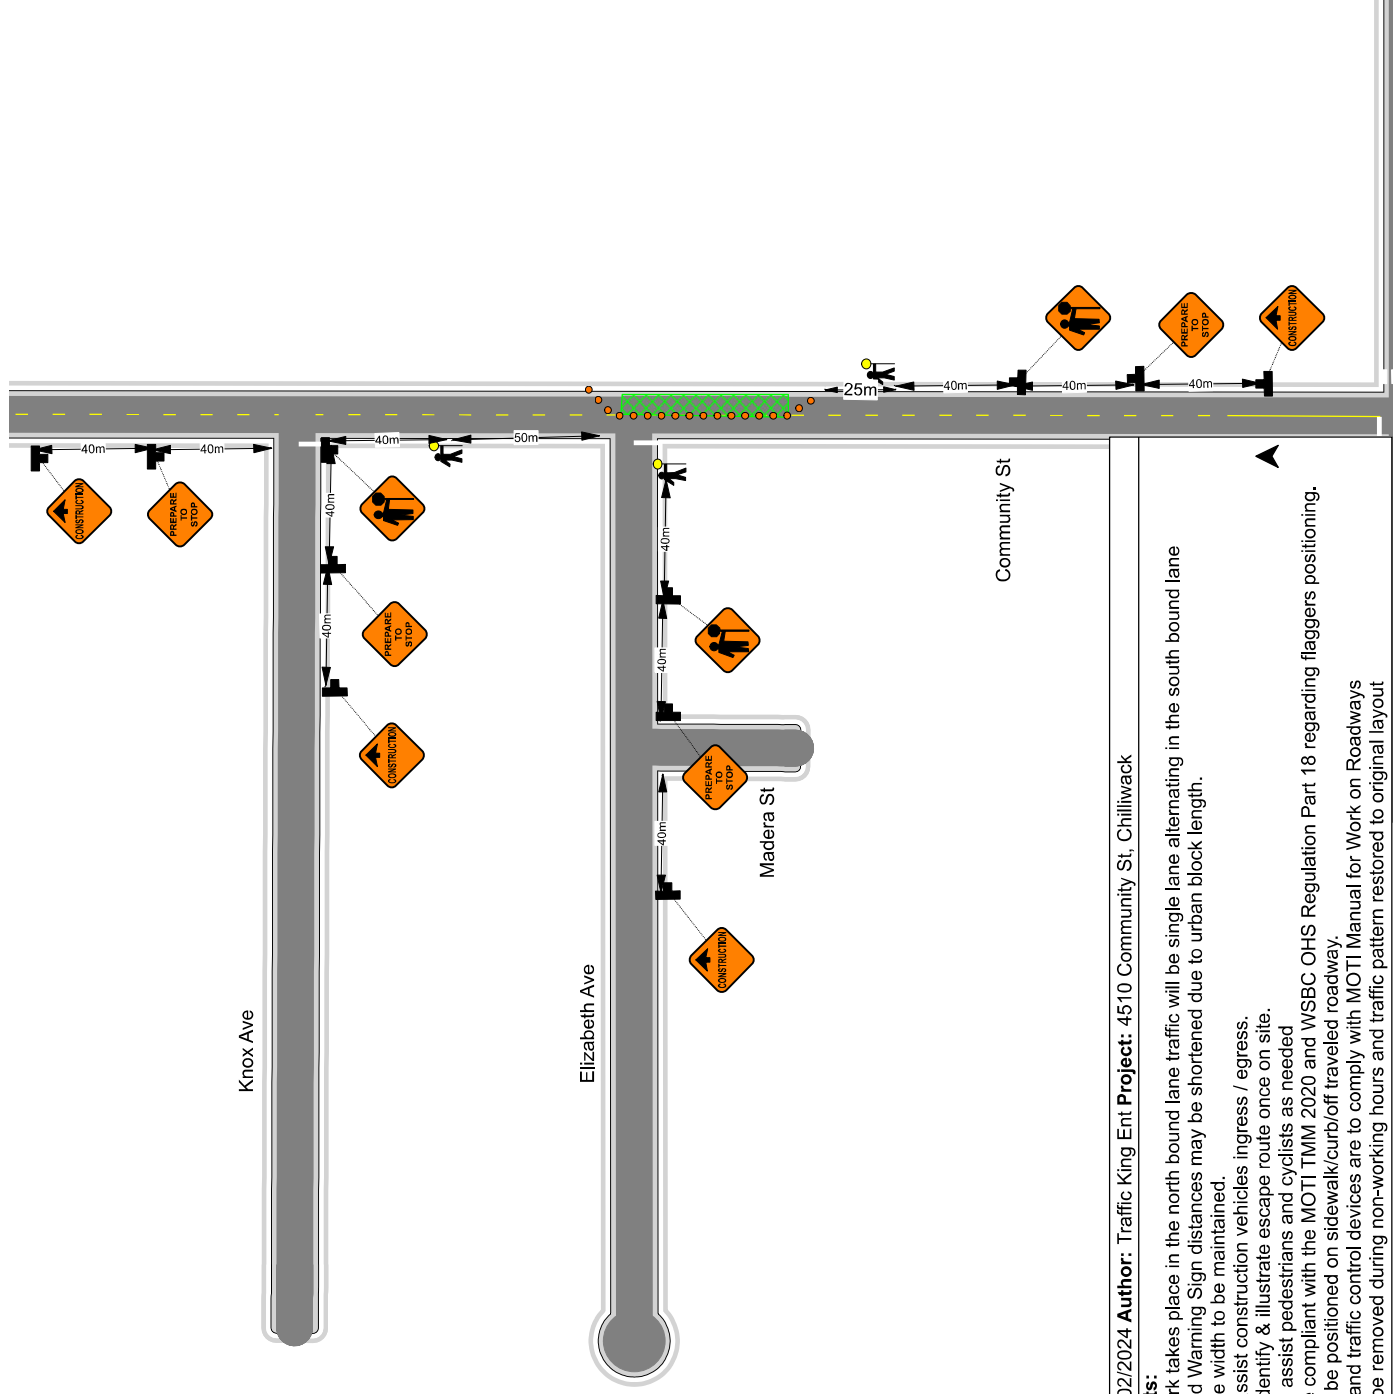 CONSTRUCTION
PREPARE
TO
STOP
CONSTRUCTION
25m
40m
40m
40m
40m
40m
40m
50m
CONSTRUCTION
PREPARE
TO
STOP
40m
40m
PREPARE
TO
STOP
CONSTRUCTION
40m
40m
40m
PREPARE
TO
STOP
CONSTRUCTION
Community St
Madera St
Elizabeth Ave
Knox Ave
02/2024 Author: Traffic King Ent Project: 4510 Community St, Chilliwack
takes place in the north bound lane traffic will be single lane alternating in the south bound lane
Warning Sign distances may be shortened due to urban block length.
width to be maintained.
construction vehicles ingress / egress.
& illustrate escape route once on site.
assist pedestrians and cyclists as needed
compliant with the MOTI TMM 2020 and WSBC OHS Regulation Part 18 regarding flaggers positioning.
be positioned on sidewalk/curb/off traveled roadway.
and traffic control devices are to comply with MOTI Manual for Work on Roadways
removed during non-working hours and traffic pattern restored to original layout